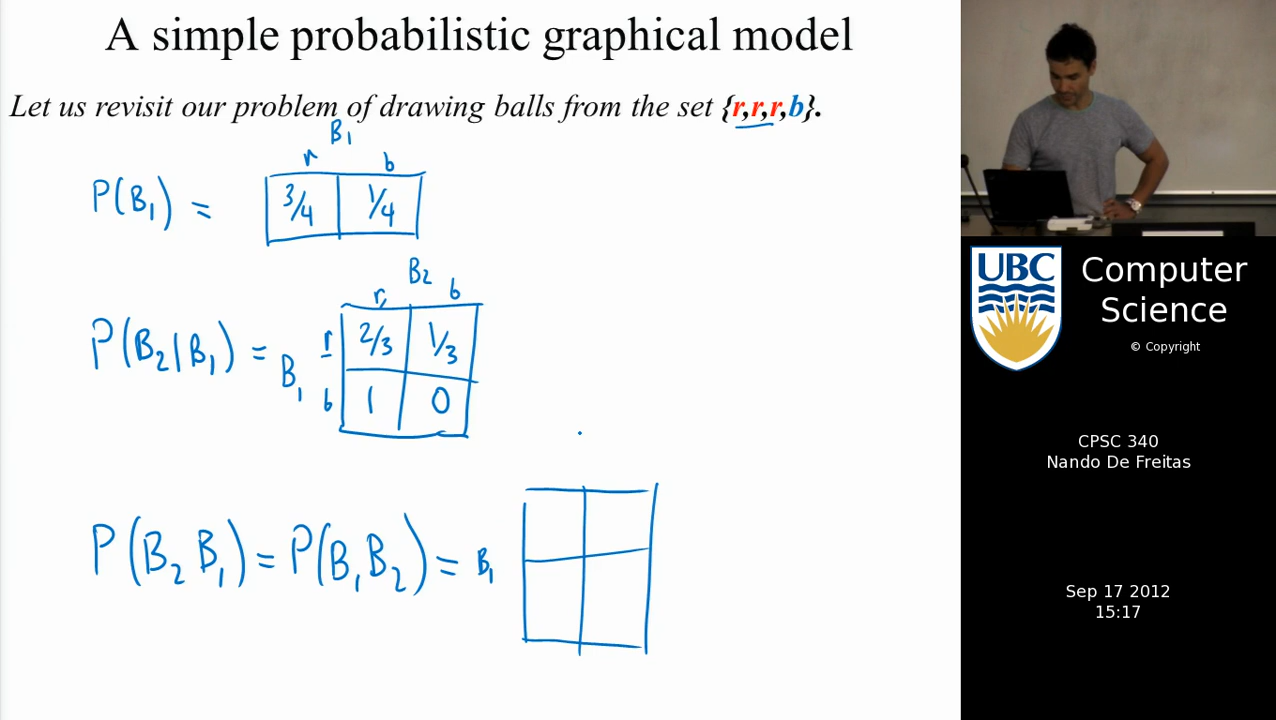 A simple probabilistic graphical model
Let us revisit our problem of drawing balls from the set {r,r,r,b}.
B₁
r b
P(B₁) = 3/4 1/4
B₂
r b
P(B₂|B₁) = B₁ r 2/3 1/3
b 1 0
P(B₂ B₁) = P(B₁B₂) = B₁
UBC
Computer
Science
© Copyright
CPSC 340
Nando De Freitas
Sep 17 2012
15:17